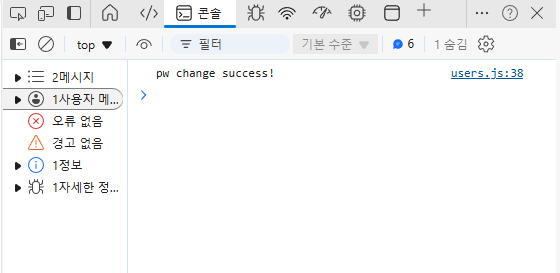 콘솔
top
필터
기본 수준
6
1 숨김
2메시지
1사용자 메...
오류 없음
경고 없음
1정보
1자세한 정...
pw change success!
users.js:38